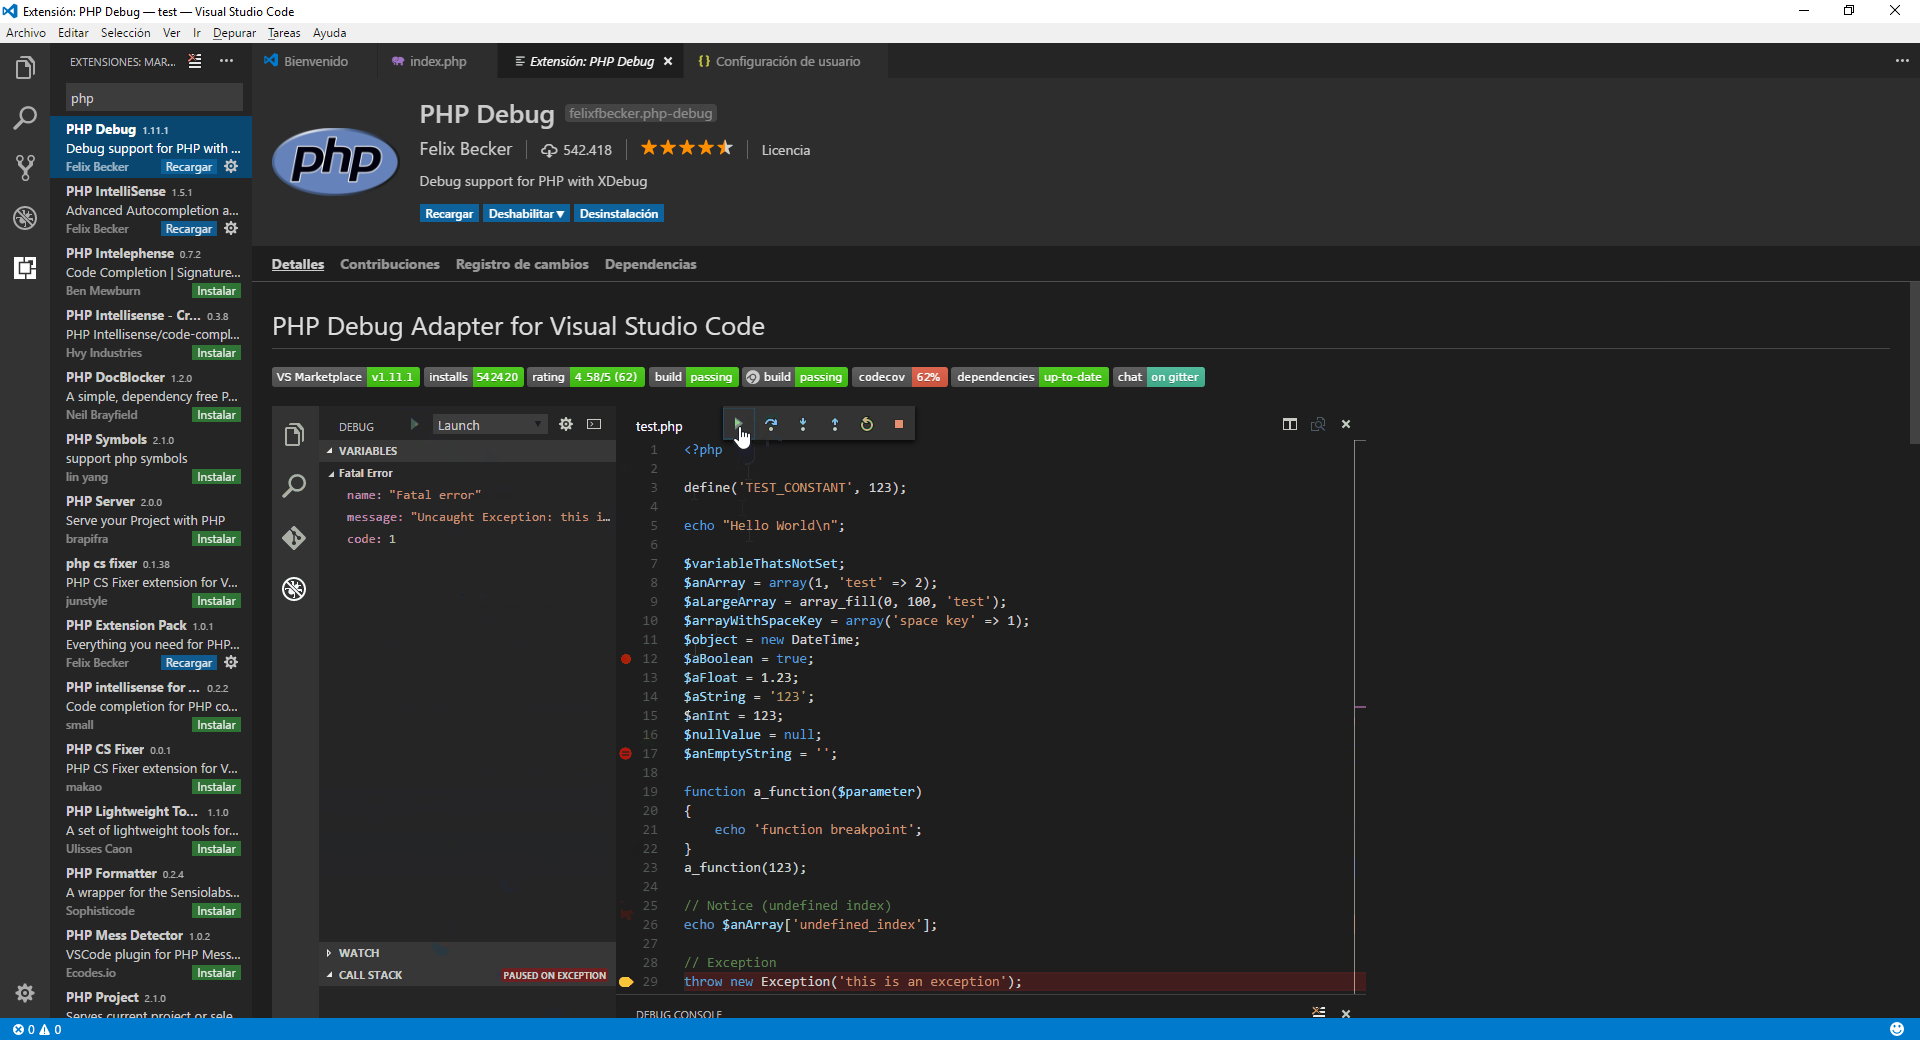 Extensión: PHP Debug — test — Visual Studio Code
Archivo Editar Selección Ver Ir Depurar Tareas Ayuda
EXTENSIONES: MAR...
php
PHP Debug 1.11.1
Debug support for PHP with ...
Felix Becker Recargar
PHP IntelliSense 1.5.1
Advanced Autocompletion a...
Felix Becker Recargar
PHP Intelephense 0.7.2
Code Completion | Signature...
Ben Mewburn Instalar
PHP Intellisense - Cr... 0.3.8
PHP Intellisense/code-compl...
Hvy Industries Instalar
PHP DocBlocker 1.2.0
A simple, dependency free P...
Neil Brayfield Instalar
PHP Symbols 2.1.0
support php symbols
lin yang Instalar
PHP Server 2.0.0
Serve your Project with PHP
brapifra Instalar
php cs fixer 0.1.38
PHP CS Fixer extension for V...
junstyle Instalar
PHP Extension Pack 1.0.1
Everything you need for PHP...
Felix Becker Recargar
PHP intellisense for ... 0.2.2
Code completion for PHP co...
small Instalar
PHP CS Fixer 0.0.1
PHP CS Fixer extension for V...
makao Instalar
PHP Lightweight To... 1.1.0
A set of lightweight tools for...
Ulisses Caon Instalar
PHP Formatter 0.2.4
A wrapper for the Sensiolabs...
Sophisticode Instalar
PHP Mess Detector 1.0.2
VSCode plugin for PHP Mess...
Ecodes.io Instalar
PHP Project 2.1.0
Serves current project or sele
Bienvenido index.php Extensión: PHP Debug {} Configuración de usuario
php
PHP Debug felixfbecker.php-debug
Felix Becker 542.418 Licencia
Debug support for PHP with XDebug
Recargar Deshabilitar▼ Desinstalación
Detalles Contribuciones Registro de cambios Dependencias
PHP Debug Adapter for Visual Studio Code
VS Marketplace v1.11.1 installs 542420 rating 4.58/5 (62) build passing build passing codecov 62% dependencies up-to-date chat on gitter
DEBUG Launch
VARIABLES
Fatal Error
name: "Fatal error"
message: "Uncaught Exception: this i…
code: 1
WATCH
CALL STACK PAUSED ON EXCEPTION
test.php
1 <?php
2
3 define('TEST_CONSTANT', 123);
4
5 echo "Hello World\n";
6
7 $variableThatsNotSet;
8 $anArray = array(1, 'test' => 2);
9 $aLargeArray = array_fill(0, 100, 'test');
10 $arrayWithSpaceKey = array('space key' => 1);
11 $object = new DateTime;
12 $aBoolean = true;
13 $aFloat = 1.23;
14 $aString = '123';
15 $anInt = 123;
16 $nullValue = null;
17 $anEmptyString = '';
18
19 function a_function($parameter)
20 {
21 echo 'function breakpoint';
22 }
23 a_function(123);
24
25 // Notice (undefined index)
26 echo $anArray['undefined_index'];
27
28 // Exception
29 throw new Exception('this is an exception');
DEBUG CONSOLE
0 0